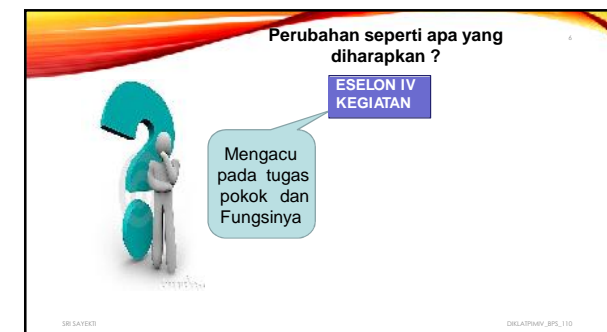 Perubahan seperti apa yang
diharapkan ?
ESELON IV
KEGIATAN
Mengacu
pada tugas
pokok dan
Fungsinya
SRI SAYEKTI
DIKLATPIMIV_BPS_110